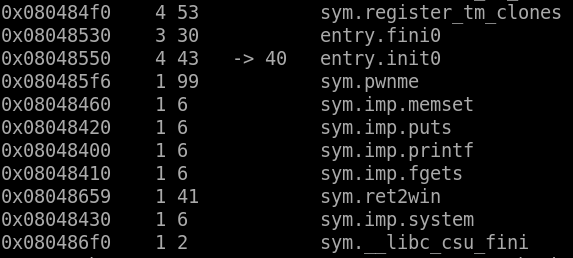 0x080484f0 4 53 sym.register_tm_clones
0x08048530 3 30 entry.fini0
0x08048550 4 43 -> 40 entry.init0
0x080485f6 1 99 sym.pwnme
0x08048460 1 6 sym.imp.memset
0x08048420 1 6 sym.imp.puts
0x08048400 1 6 sym.imp.printf
0x08048410 1 6 sym.imp.fgets
0x08048659 1 41 sym.ret2win
0x08048430 1 6 sym.imp.system
0x080486f0 1 2 sym.__libc_csu_fini